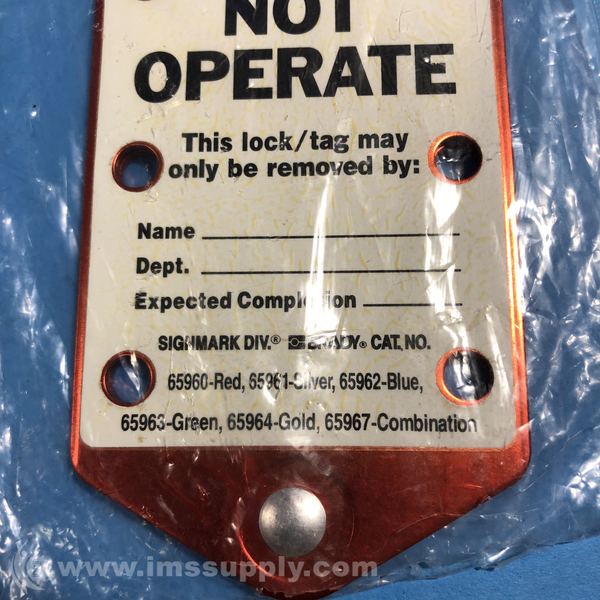 NOT
OPERATE
This lock/tag may
only be removed by:
Name
Dept.
Expected Completion
SIGNMARK DIV.® BRADY® CAT. NO.
65960-Red, 65961-Silver, 65962-Blue,
65963-Green, 65964-Gold, 65967-Combination
www.imssupply.com